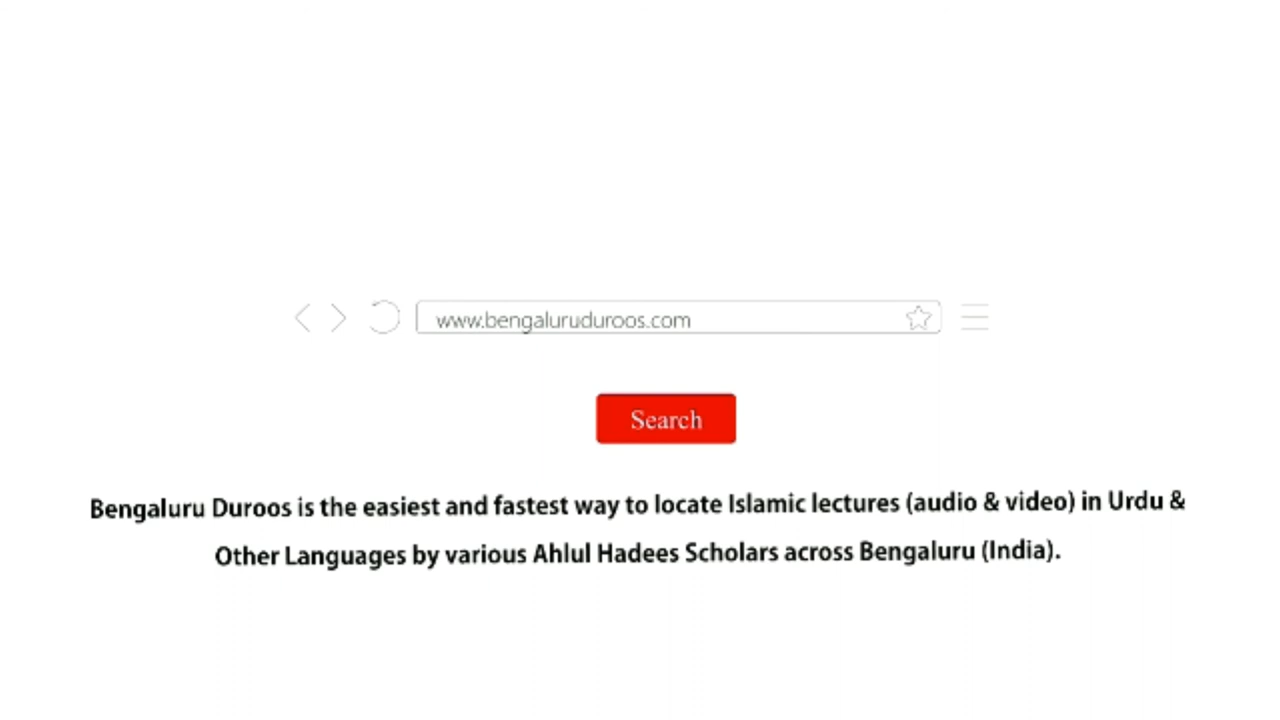 www.bengaluruduroos.com
Search
Bengaluru Duroos is the easiest and fastest way to locate Islamic lectures (audio & video) in Urdu &
Other Languages by various Ahlul Hadees Scholars across Bengaluru (India).